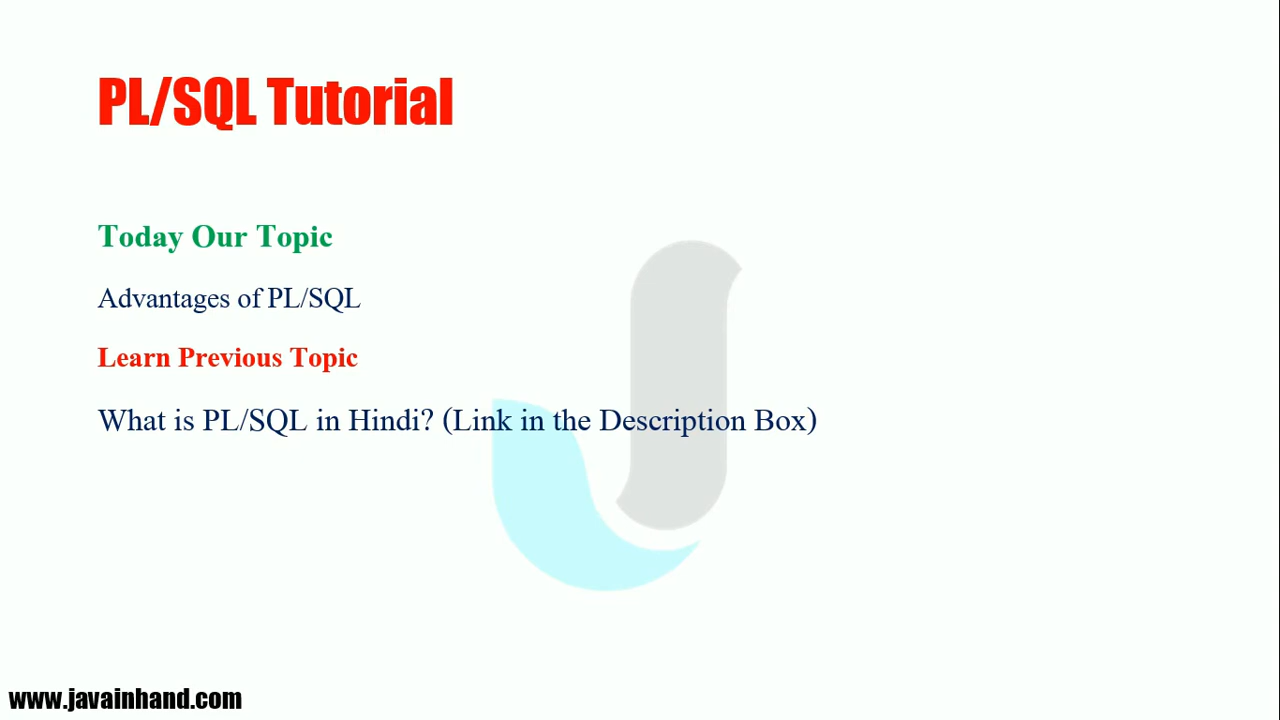 PL/SQL Tutorial
Today Our Topic
Advantages of PL/SQL
Learn Previous Topic
What is PL/SQL in Hindi? (Link in the Description Box)
www.javainhand.com